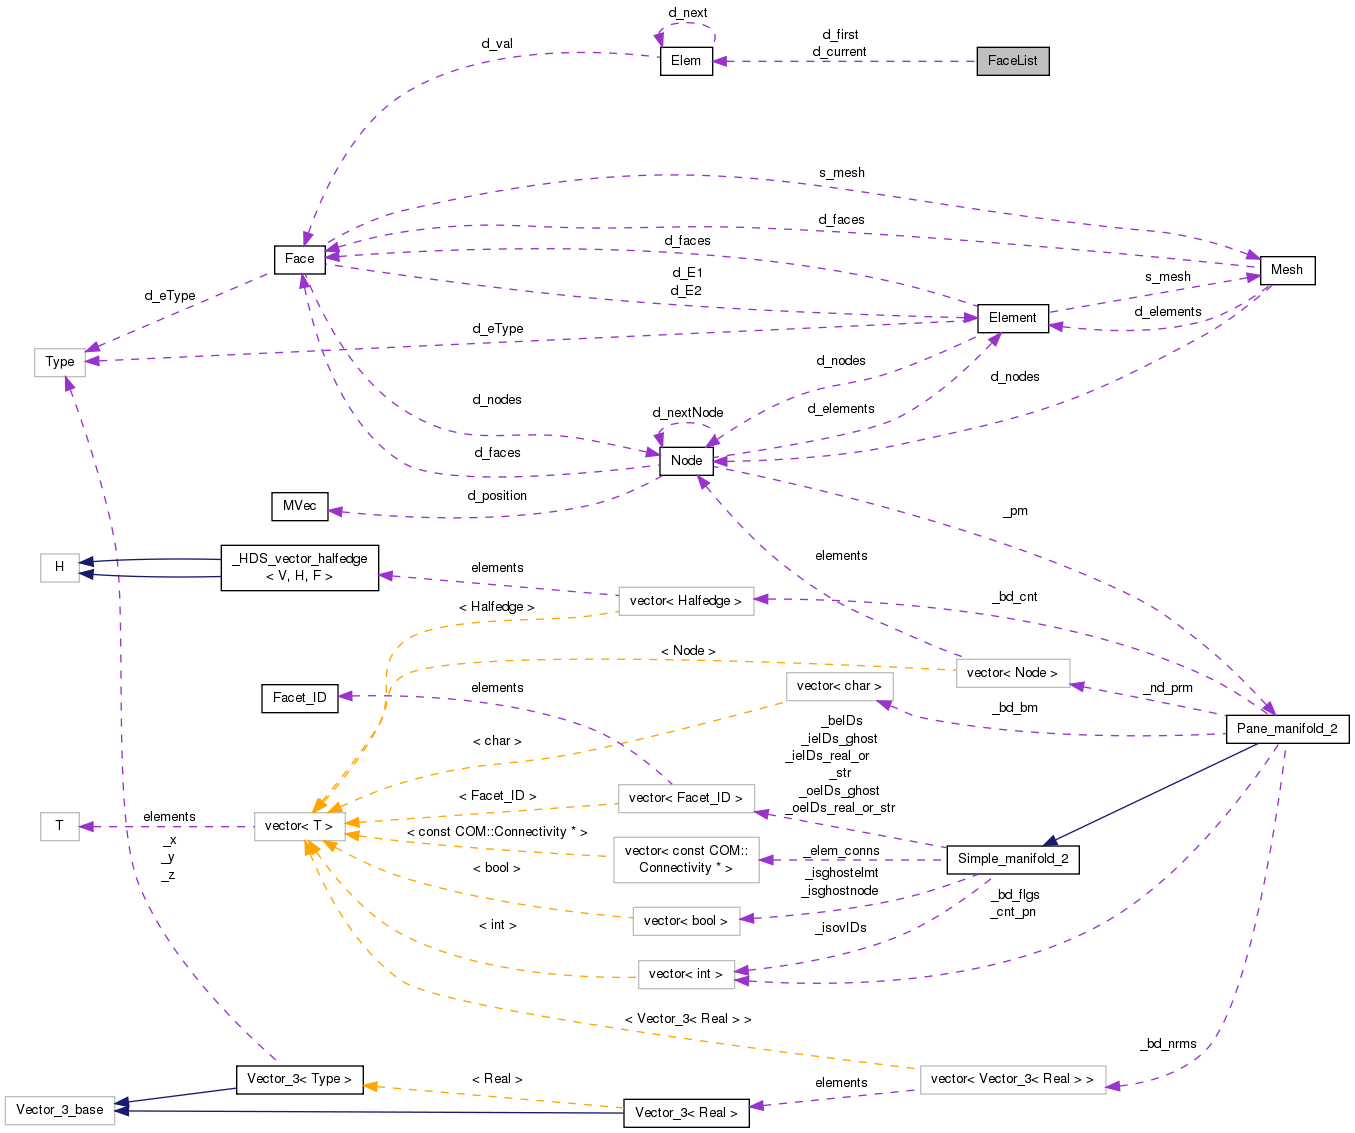 d_next
d_first
d_current
d_val
Elem
FaceList
s_mesh
d_faces
d_faces
Face
Mesh
d_E1
d_E2
s_mesh
d_eType
d_elements
Element
d_eType
Type
d_nodes
d_nodes
d_nodes
d_elements
d_nextNode
d_faces
Node
d_position
MVec
_pm
elements
_HDS_vector_halfedge
< V, H, F >
H
elements
vector< Halfedge >
_bd_cnt
< Halfedge >
< Node >
vector< Node >
elements
vector< char >
_nd_prm
Facet_ID
_bd_bm
Pane_manifold_2
_belDs
_ielDs_ghost
_ielDs_real_or
_str
_oelDs_ghost
_oelDs_real_or_str
< char >
vector< Facet_ID >
< Facet_ID >
elements
_x
_y
_z
T
vector< T >
< const COM::Connectivity * >
vector< const COM::
Connectivity * >
_elem_conns
Simple_manifold_2
< bool >
_isghostelmt
_isghostnode
_bd_flgs
_cnt_pn
vector< bool >
< int >
_isovIDs
vector< int >
< Vector_3< Real > >
_bd_nrms
Vector_3< Type >
< Real >
elements
vector< Vector_3< Real > >
Vector_3_base
Vector_3< Real >